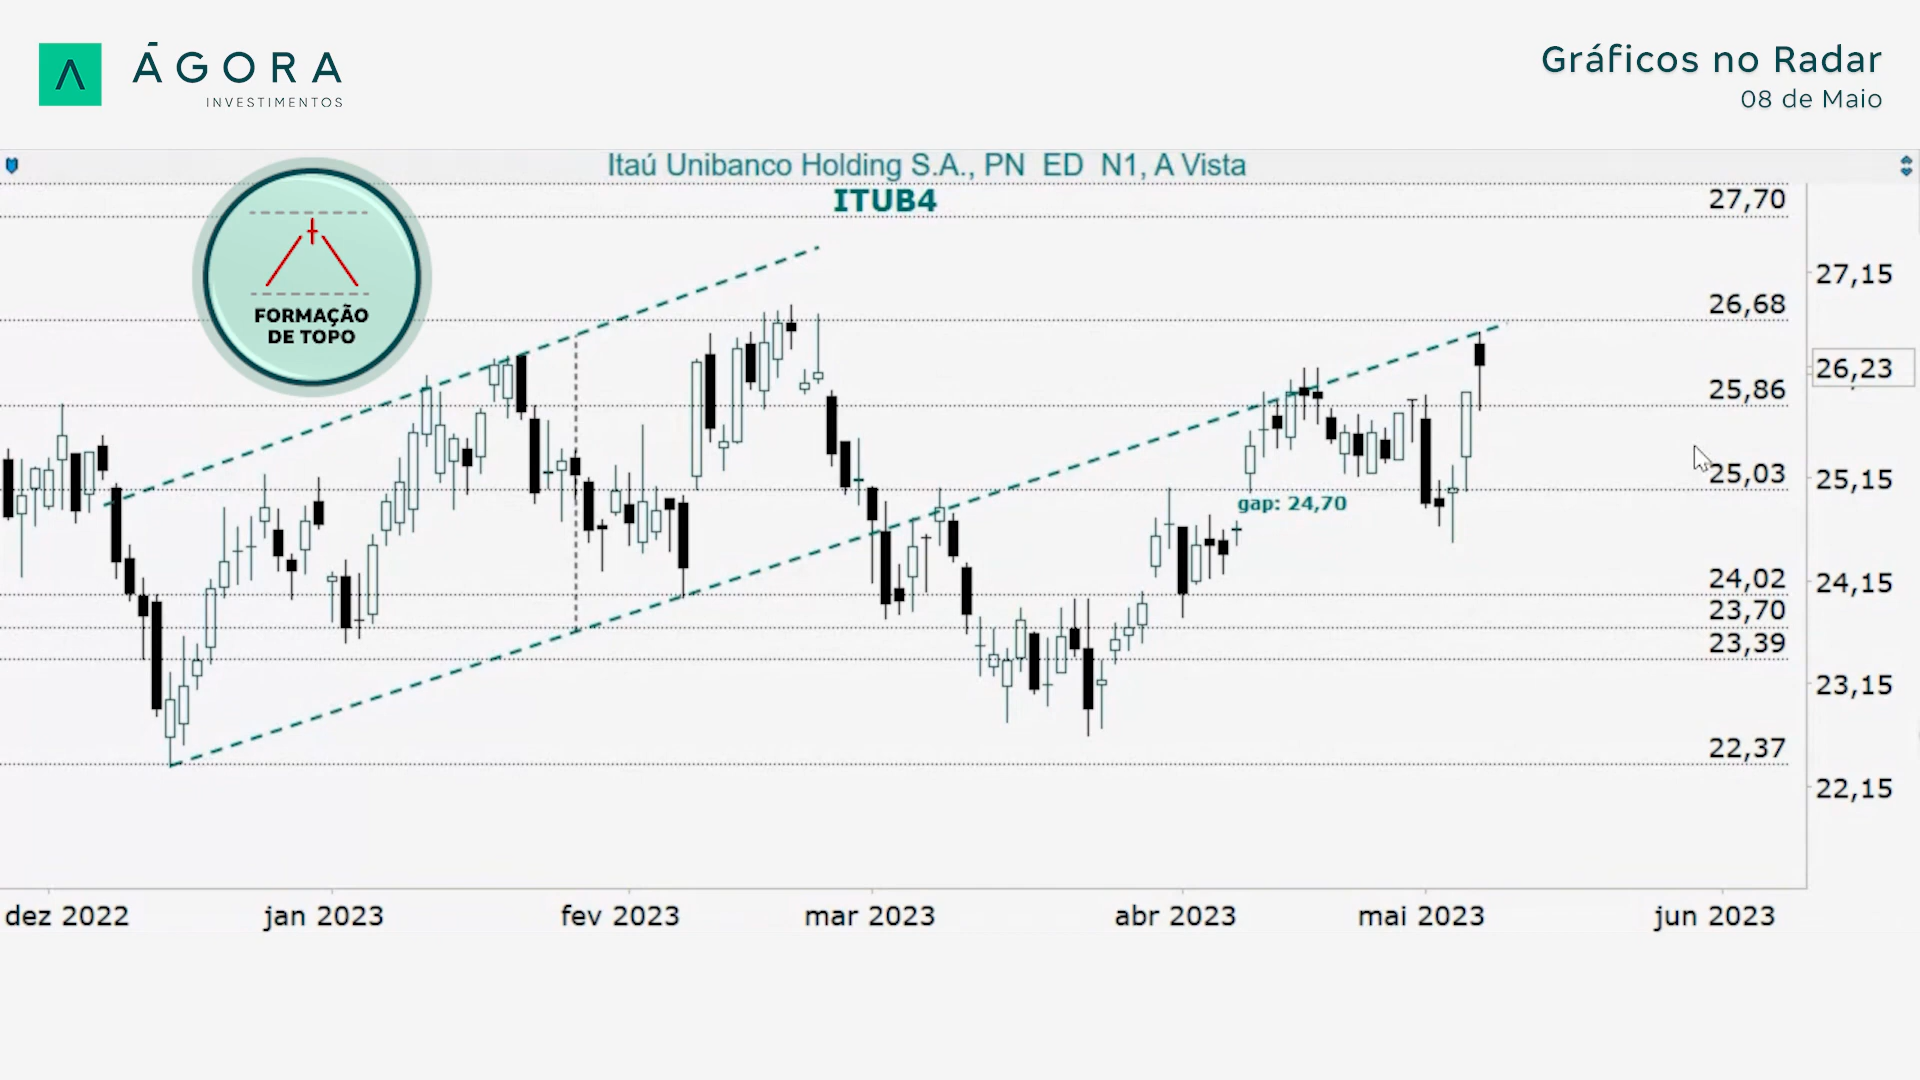 ÁGORA
INVESTIMENTOS
Gráficos no Radar
08 de Maio
Itaú Unibanco Holding S.A., PN ED N1, A Vista
ITUB4
FORMAÇÃO
DE TOPO
27,70
26,68
25,86
25,03
gap: 24,70
24,02
23,70
23,39
22,37
27,15
26,23
25,15
24,15
23,15
22,15
dez 2022
jan 2023
fev 2023
mar 2023
abr 2023
mai 2023
jun 2023